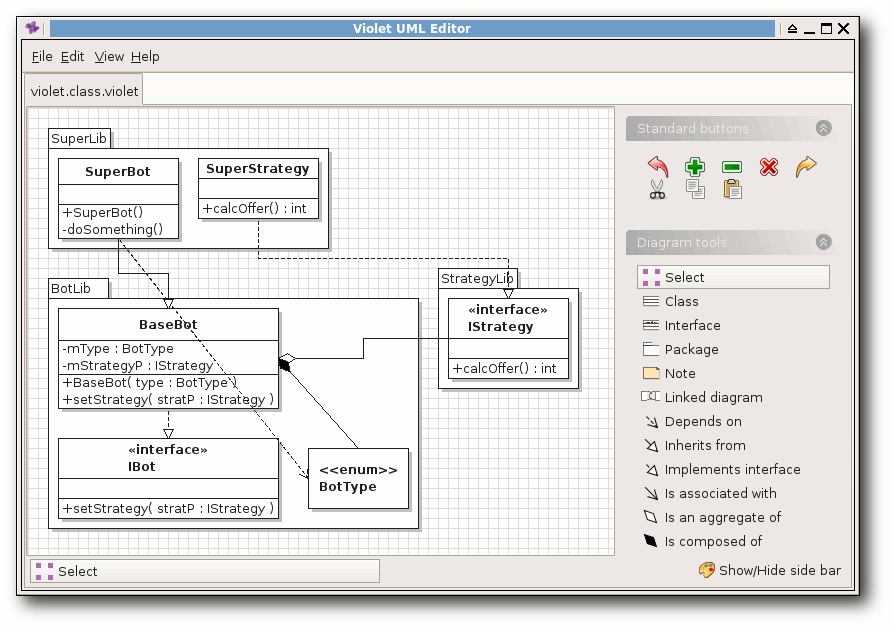 Violet UML Editor
File Edit View Help
violet.class.violet
SuperLib
SuperBot
+SuperBot()
-doSomething()
SuperStrategy
+calcOffer() : int
BotLib
BaseBot
-mType : BotType
-mStrategyP : IStrategy
+BaseBot( type : BotType )
+setStrategy( stratP : IStrategy )
«interface»
IBot
+setStrategy( stratP : IStrategy )
<<enum>>
BotType
StrategyLib
«interface»
IStrategy
+calcOffer() : int
Standard buttons
Diagram tools
Select
Class
Interface
Package
Note
Linked diagram
Depends on
Inherits from
Implements interface
Is associated with
Is an aggregate of
Is composed of
Select
Show/Hide side bar